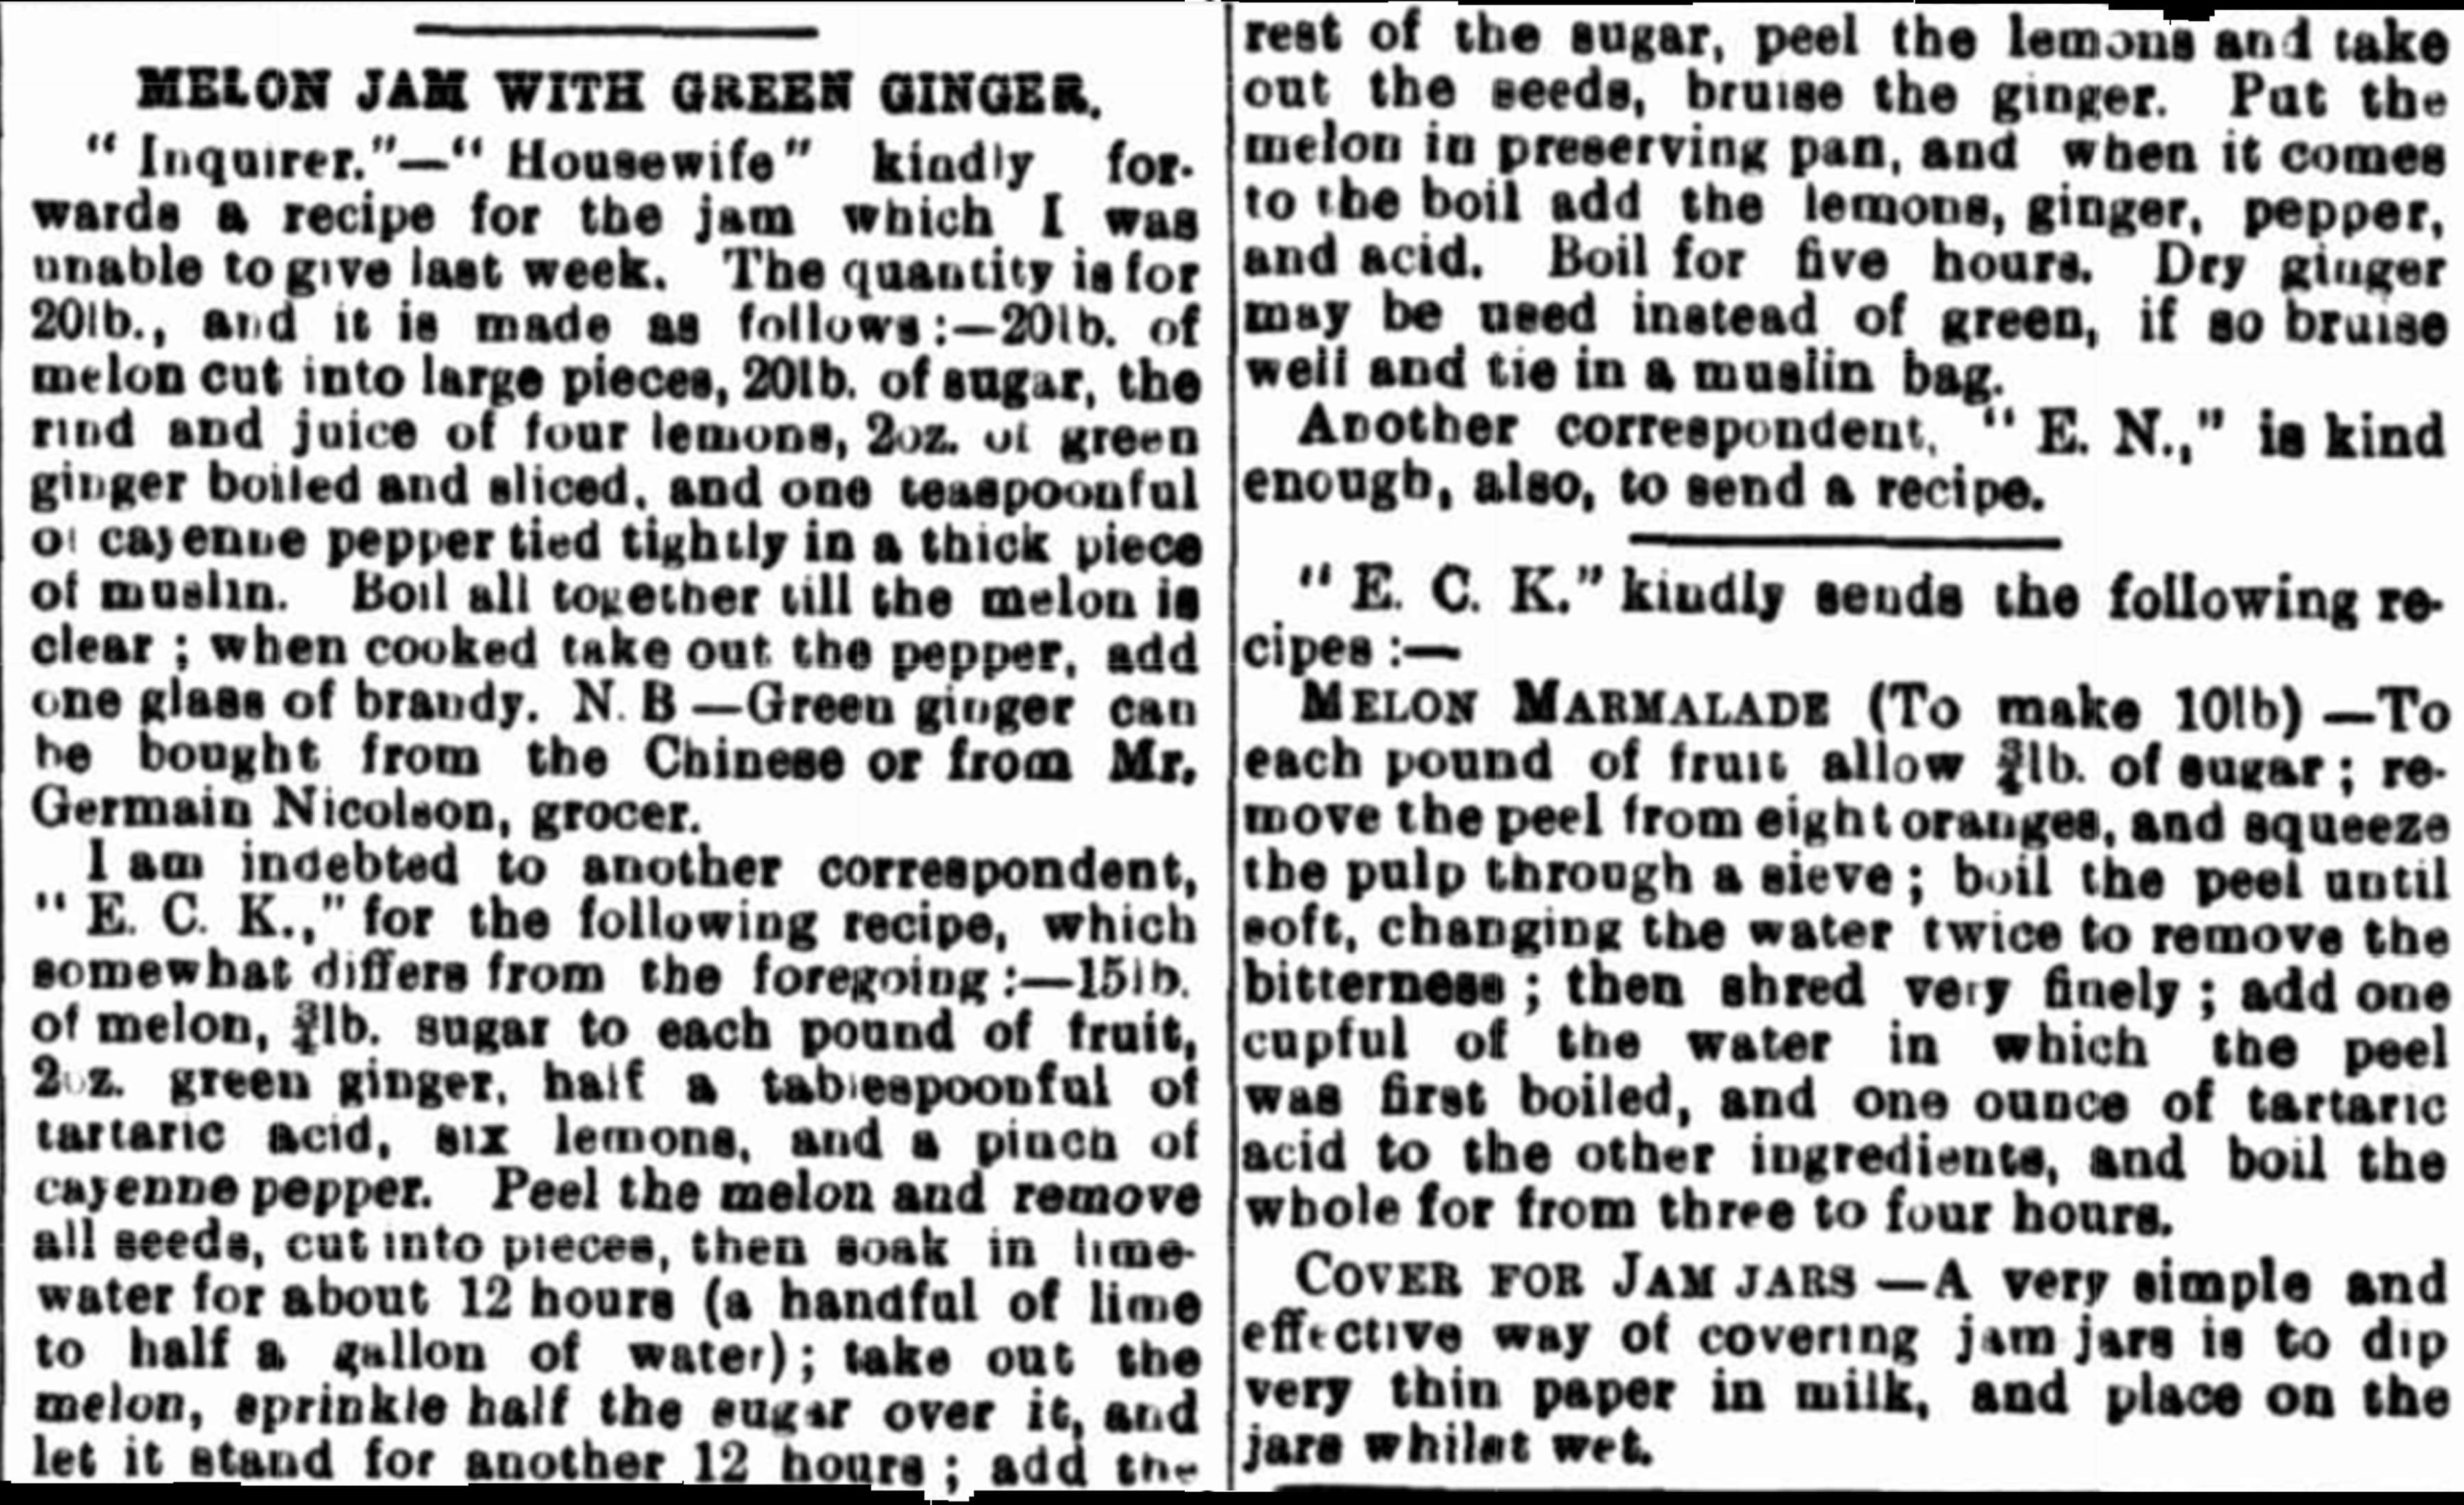 MELON JAM WITH GREEN GINGER.
"Inquirer."—"Housewife" kindly for-
wards a recipe for the jam which I was
unable to give last week. The quantity is for
20lb., and it is made as follows:—20lb. of
melon cut into large pieces, 20lb. of sugar, the
rind and juice of four lemons, 2oz. of green
ginger boiled and sliced, and one teaspoonful
of cayenne pepper tied tightly in a thick piece
of muslin. Boil all together till the melon is
clear; when cooked take out the pepper, add
one glass of brandy. N.B—Green ginger can
be bought from the Chinese or from Mr.
Germain Nicolson, grocer.
I am indebted to another correspondent,
"E. C. K.," for the following recipe, which
somewhat differs from the foregoing:—15lb.
of melon, ¾lb. sugar to each pound of fruit,
2oz. green ginger, half a tablespoonful of
tartaric acid, six lemons, and a pinch of
cayenne pepper. Peel the melon and remove
all seeds, cut into pieces, then soak in lime-
water for about 12 hours (a handful of lime
to half a gallon of water); take out the
melon, sprinkle half the sugar over it, and
let it stand for another 12 hours; add the
rest of the sugar, peel the lemons and take
out the seeds, bruise the ginger. Put the
melon in preserving pan, and when it comes
to the boil add the lemons, ginger, pepper,
and acid. Boil for five hours. Dry ginger
may be used instead of green, if so bruise
well and tie in a muslin bag.
Another correspondent, "E. N.," is kind
enough, also, to send a recipe.
"E. C. K." kindly sends the following re-
cipes:—
MELON MARMALADE (To make 10lb)—To
each pound of fruit allow ¾lb. of sugar; re-
move the peel from eight oranges, and squeeze
the pulp through a sieve; boil the peel until
soft, changing the water twice to remove the
bitterness; then shred very finely; add one
cupful of the water in which the peel
was first boiled, and one ounce of tartaric
acid to the other ingredients, and boil the
whole for from three to four hours.
COVER FOR JAM JARS—A very simple and
effective way of covering jam jars is to dip
very thin paper in milk, and place on the
jars whilst wet.